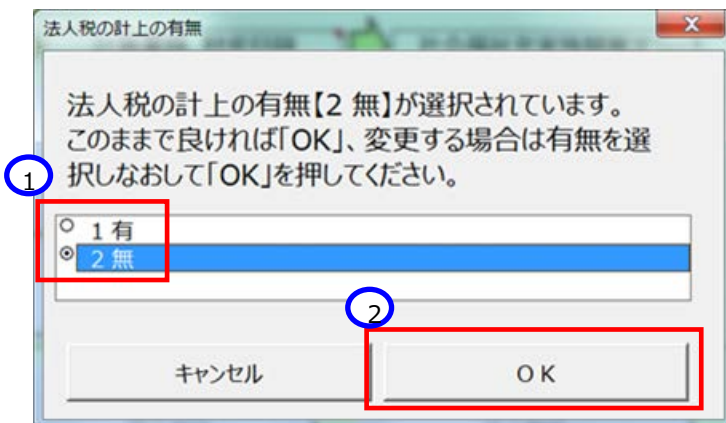 法人税の計上の有無
法人税の計上の有無【2 無】が選択されています。
このままで良ければ「OK」、変更する場合は有無を選
択しなおして「OK」を押してください。
1
1 有
2 無
2
キャンセル
ＯＫ